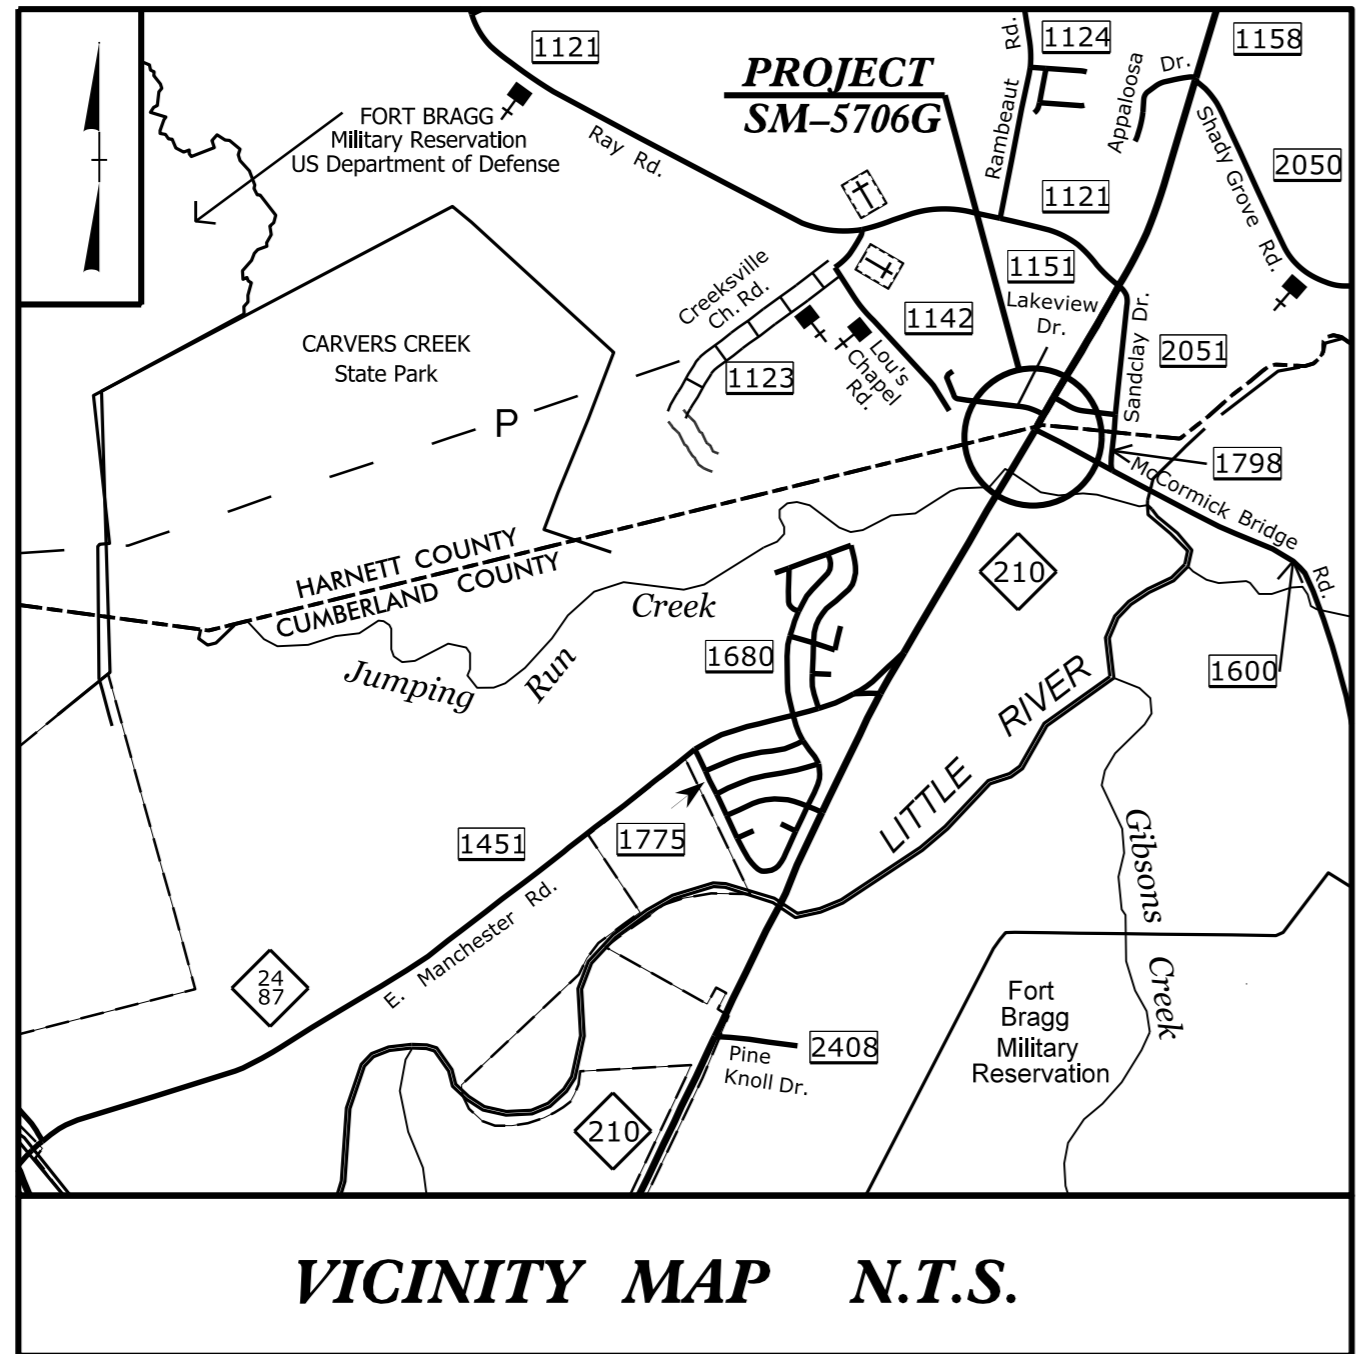 1121
Rd.
1124
1158
PROJECT
SM–5706G
Appaloosa
Dr.
Rambeaut
FORT BRAGG
Military Reservation
US Department of Defense
Ray Rd.
Shady Grove Rd.
2050
1121
Creeksville
Ch. Rd.
1151
Lakeview
Dr.
1142
Sandclay Dr.
2051
CARVERS CREEK
State Park
1123
Lou's
Chapel
Rd.
P
1798
McCormick Bridge
Rd.
HARNETT COUNTY
CUMBERLAND COUNTY
210
Jumping
Run
Creek
1680
1600
LITTLE RIVER
1451
1775
Gibsons
Creek
E. Manchester Rd.
24
87
Fort
Bragg
Military
Reservation
2408
Pine
Knoll Dr.
210
VICINITY MAP N.T.S.